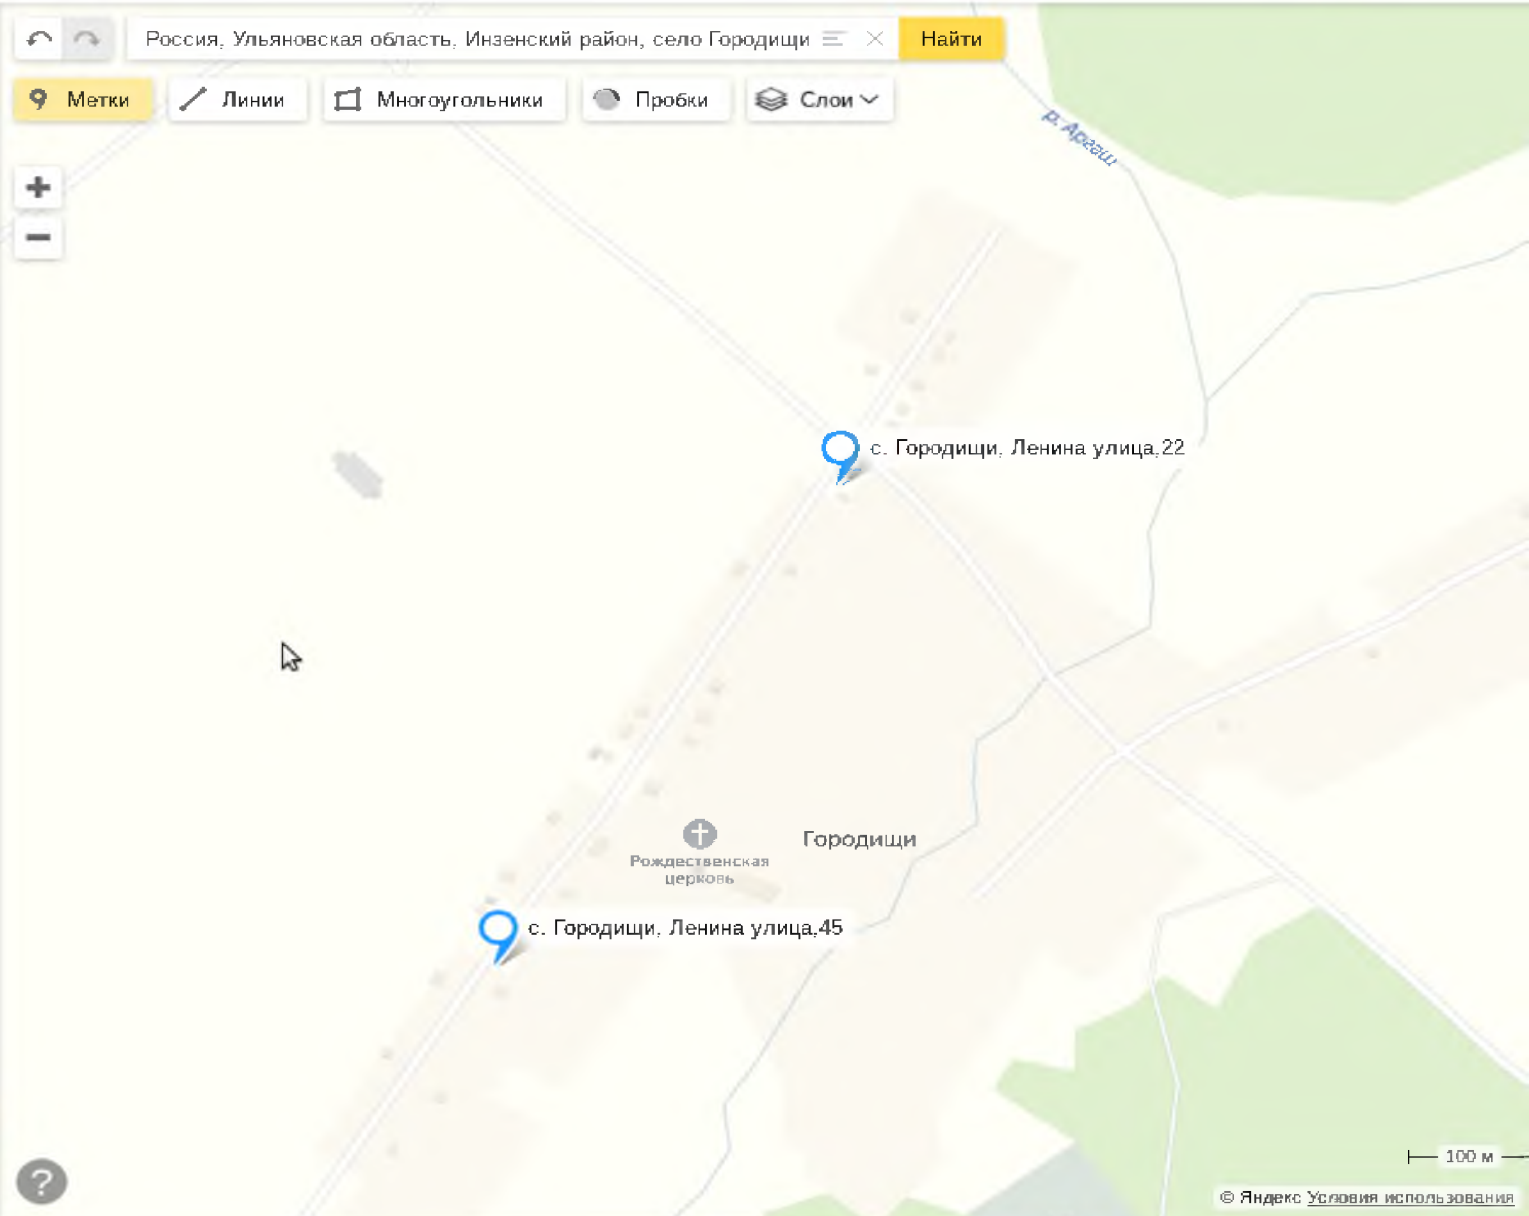 Россия, Ульяновская область, Инзенский район, село Городищи
Найти
Метки
Линии
Многоугольники
Пробки
Слои
р. Аргаш
с. Городищи, Ленина улица,22
Городищи
Рождественская
церковь
с. Городищи, Ленина улица,45
?
100 м
© Яндекс Условия использования